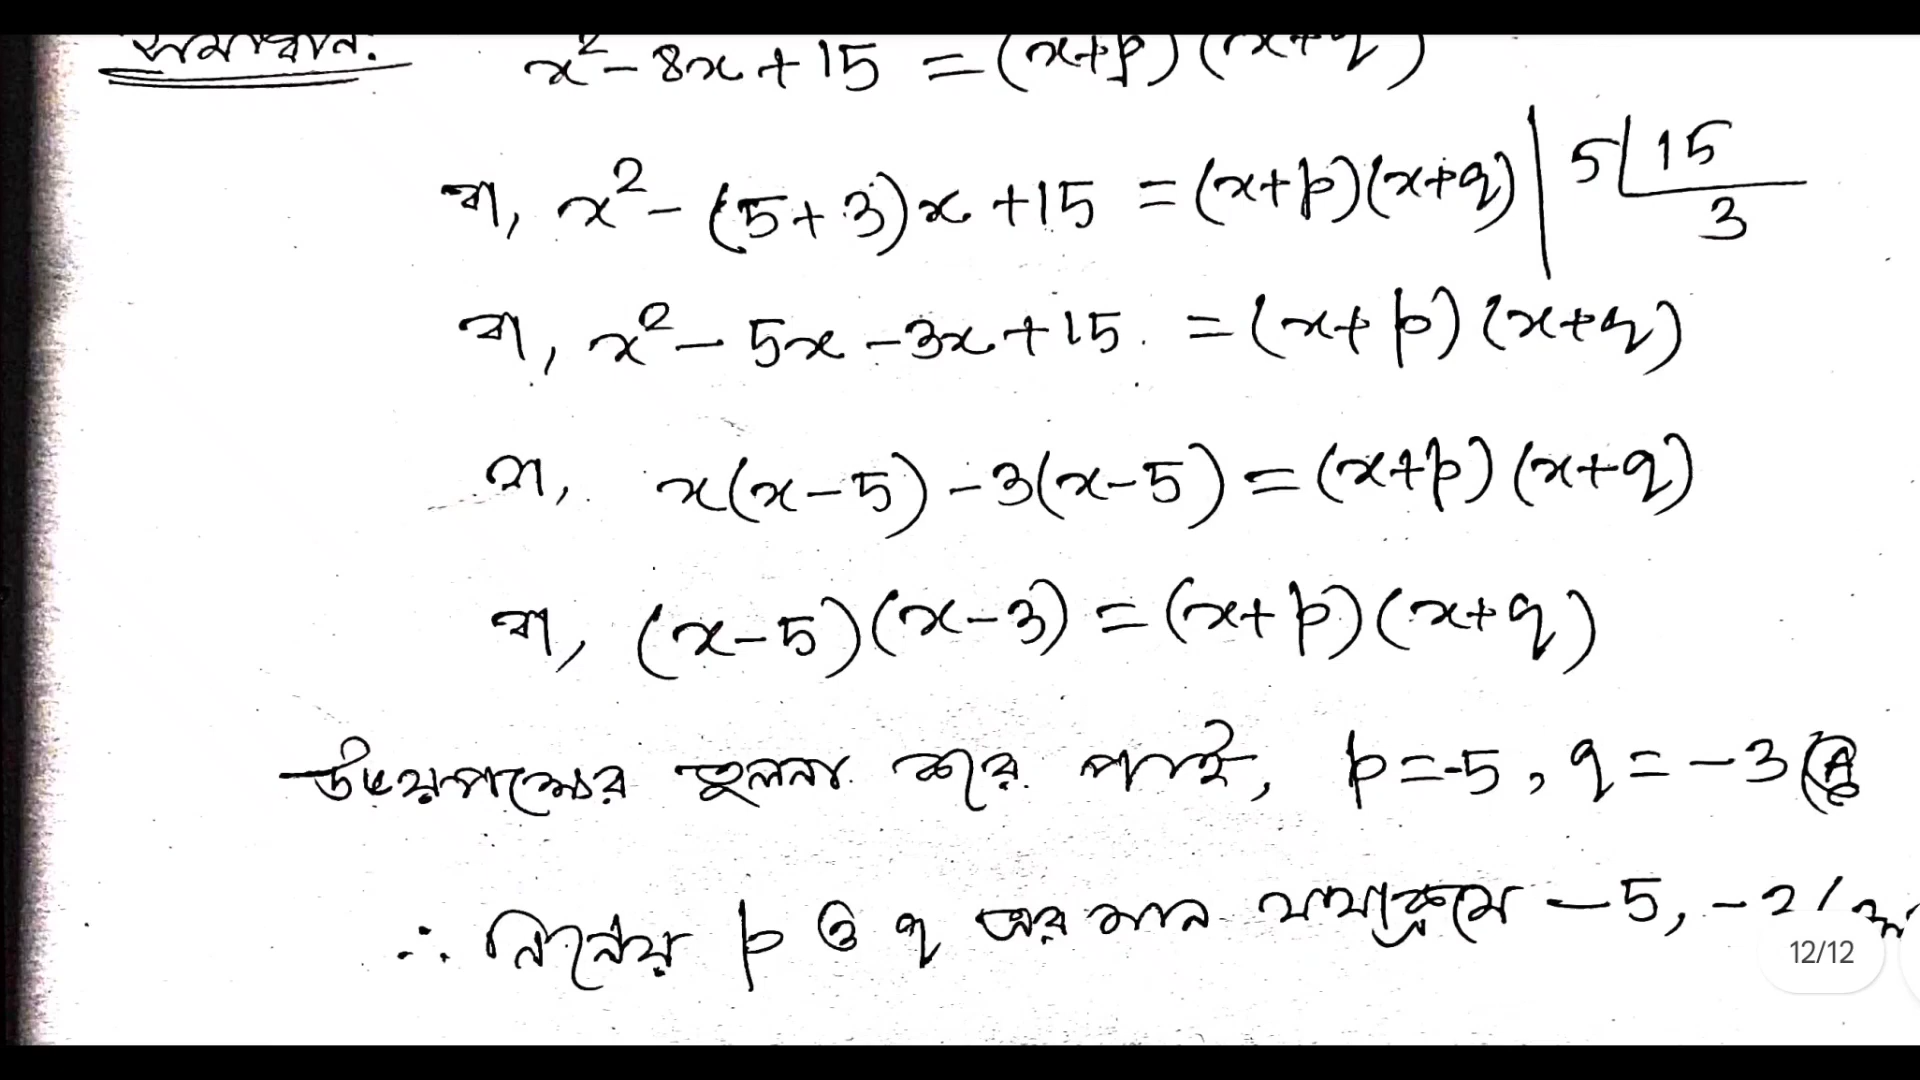 সমাধান:
x² - 8x + 15 = (x+p)(x+q)
বা, x² - (5+3)x + 15 = (x+p)(x+q) | 5⌊15
3
বা, x² - 5x - 3x + 15 = (x+p)(x+q)
বা, x(x-5) - 3(x-5) = (x+p)(x+q)
বা, (x-5)(x-3) = (x+p)(x+q)
উভয়পক্ষের তুলনা করে পাই, p=-5, q=-3
∴ নির্নেয় p ও q এর মান যথাক্রমে -5, -
12/12